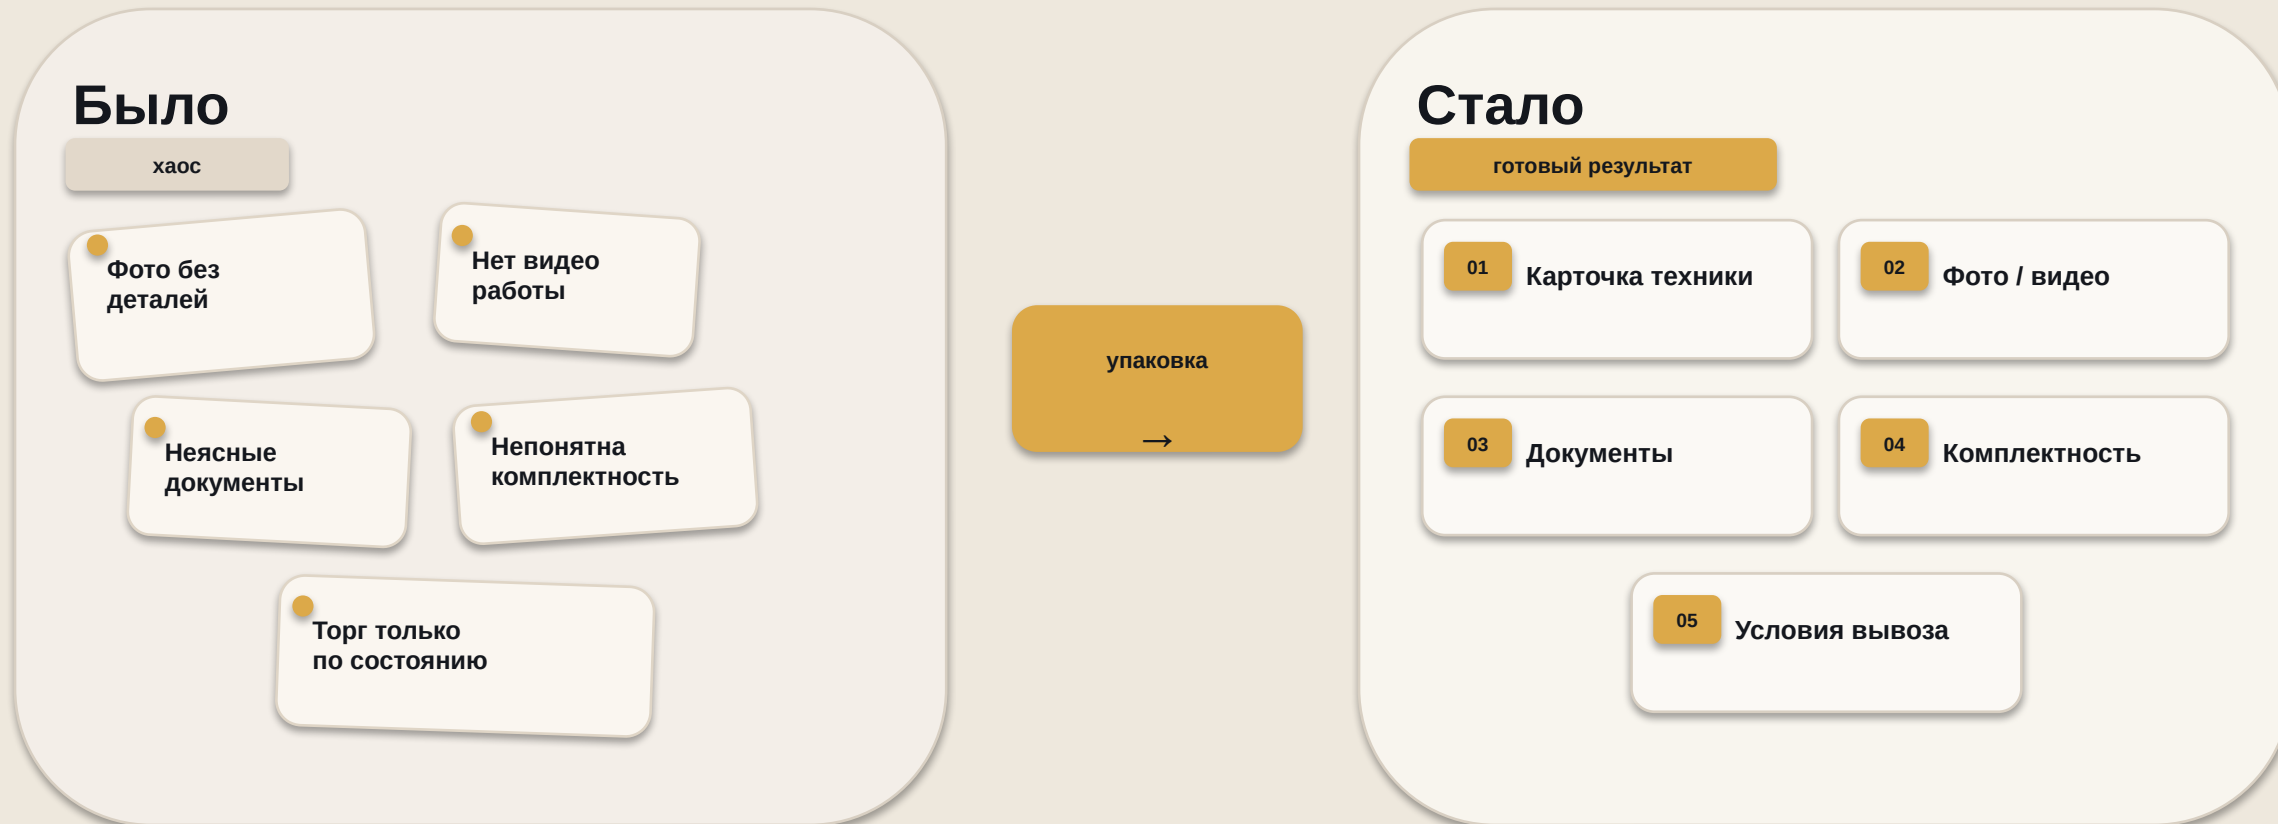 Было
хаос
Фото без
деталей
Нет видео
работы
Неясные
документы
Непонятна
комплектность
Торг только
по состоянию
упаковка
→
Стало
готовый результат
01
Карточка техники
02
Фото / видео
03
Документы
04
Комплектность
05
Условия вывоза